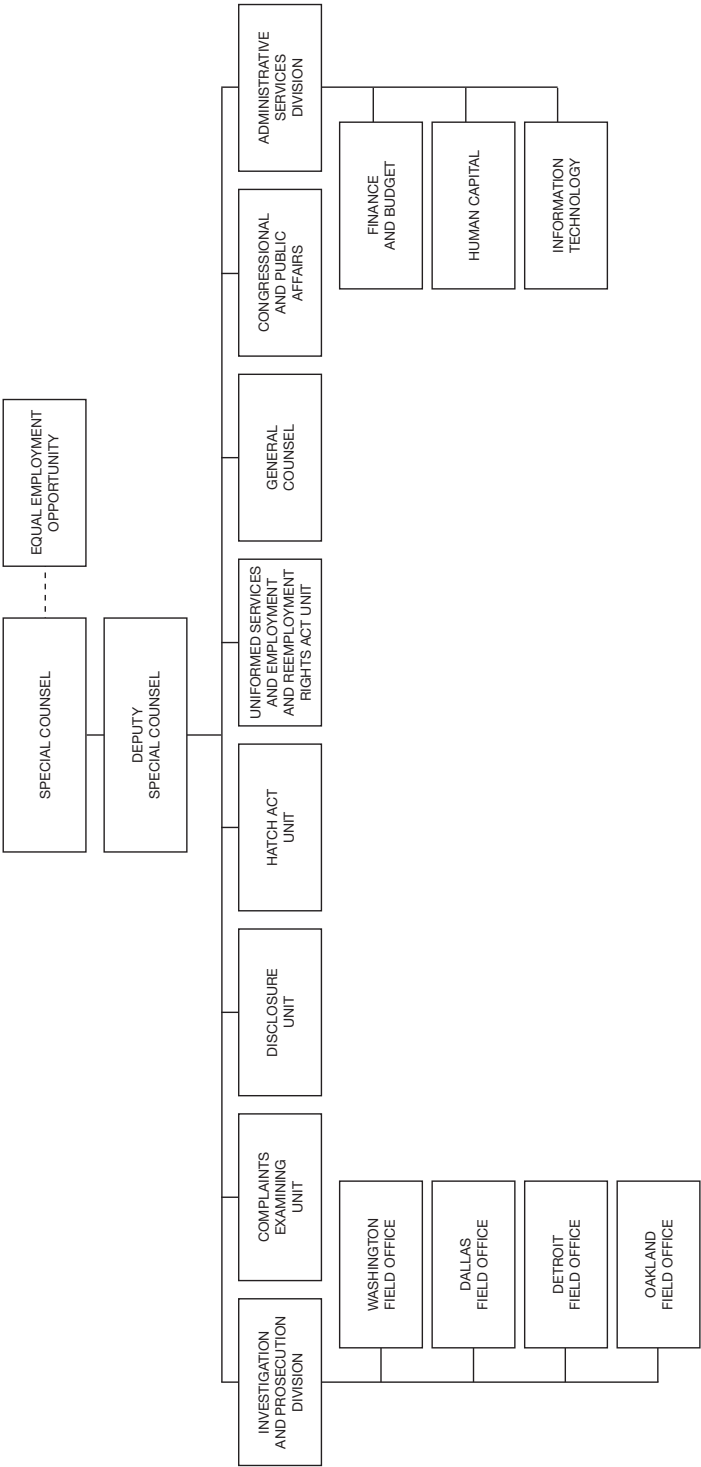 SPECIAL COUNSEL
EQUAL EMPLOYMENT
OPPORTUNITY
DEPUTY
SPECIAL COUNSEL
INVESTIGATION
AND PROSECUTION
DIVISION
COMPLAINTS
EXAMINING
UNIT
DISCLOSURE
UNIT
HATCH ACT
UNIT
UNIFORMED SERVICES
AND EMPLOYMENT
AND REEMPLOYMENT
RIGHTS ACT UNIT
GENERAL
COUNSEL
CONGRESSIONAL
AND PUBLIC
AFFAIRS
ADMINISTRATIVE
SERVICES
DIVISION
WASHINGTON
FIELD OFFICE
DALLAS
FIELD OFFICE
DETROIT
FIELD OFFICE
OAKLAND
FIELD OFFICE
FINANCE
AND BUDGET
HUMAN CAPITAL
INFORMATION
TECHNOLOGY